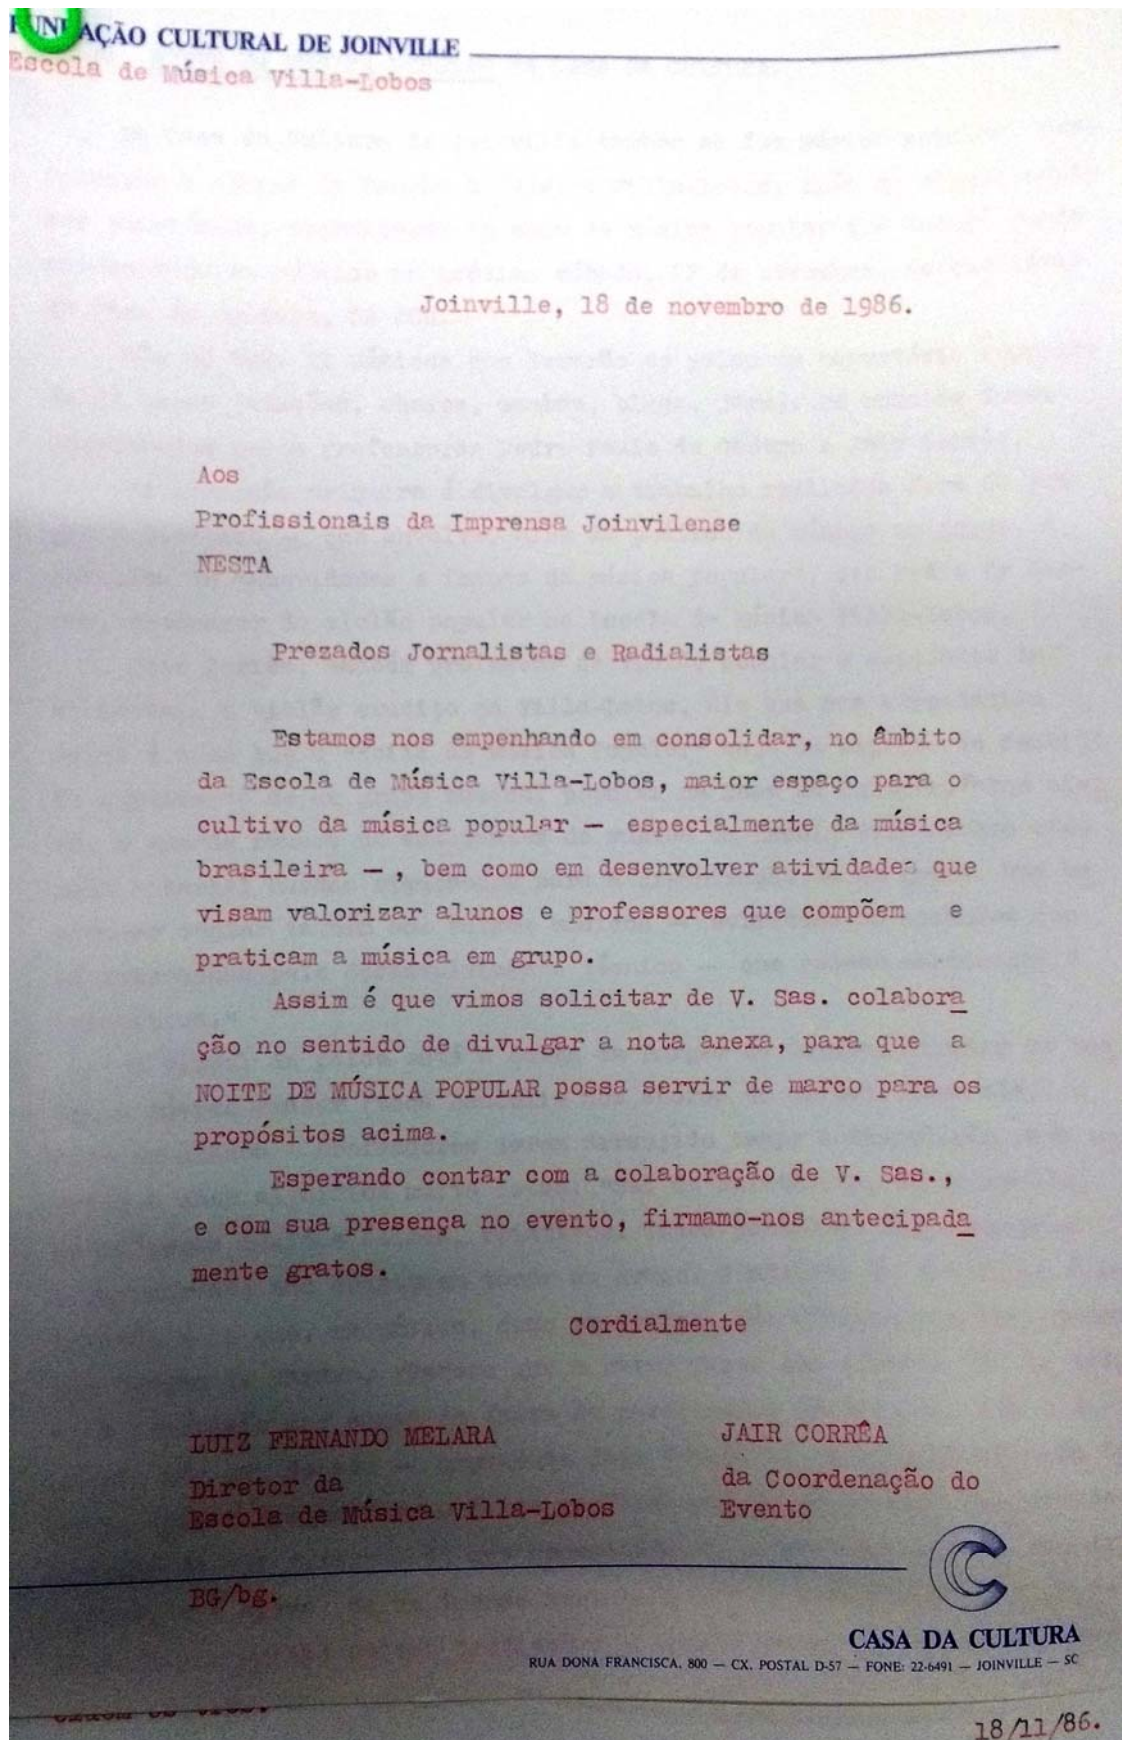 FUNDAÇÃO CULTURAL DE JOINVILLE
Escola de Música Villa-Lobos
Joinville, 18 de novembro de 1986.
Aos
Profissionais da Imprensa Joinvilense
NESTA
Prezados Jornalistas e Radialistas
Estamos nos empenhando em consolidar, no âmbito
da Escola de Música Villa-Lobos, maior espaço para o
cultivo da música popular — especialmente da música
brasileira — , bem como em desenvolver atividades que
visam valorizar alunos e professores que compõem e
praticam a música em grupo.
Assim é que vimos solicitar de V. Sas. colabora
ção no sentido de divulgar a nota anexa, para que a
NOITE DE MÚSICA POPULAR possa servir de marco para os
propósitos acima.
Esperando contar com a colaboração de V. Sas.,
e com sua presença no evento, firmamo-nos antecipada
mente gratos.
Cordialmente
LUIZ FERNANDO MELARA JAIR CORRÊA
Diretor da da Coordenação do
Escola de Música Villa-Lobos Evento
BG/bg.
CASA DA CULTURA
RUA DONA FRANCISCA, 800 — CX. POSTAL D-57 — FONE: 22-6491 — JOINVILLE — SC
18/11/86.